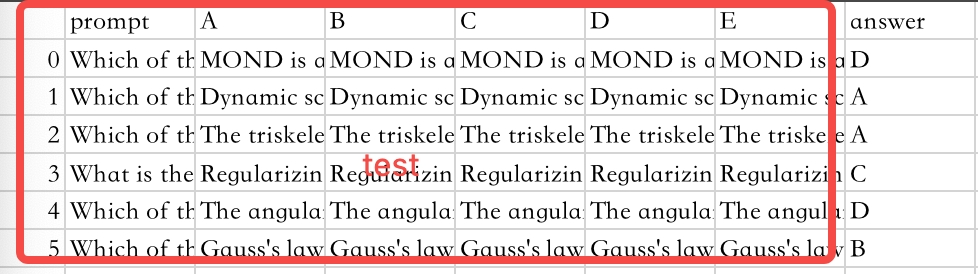 prompt A B C D E answer
0 Which of th MOND is a MOND is a MOND is a MOND is a MOND is a D
1 Which of th Dynamic sc Dynamic sc Dynamic sc Dynamic sc Dynamic sc A
2 Which of th The triskele The triskele The triskele The triskele The triskele A
test
3 What is the Regularizin Regularizin Regularizin Regularizin Regularizin C
4 Which of th The angula The angula The angula The angula The angula D
5 Which of th Gauss's law Gauss's law Gauss's law Gauss's law Gauss's law B